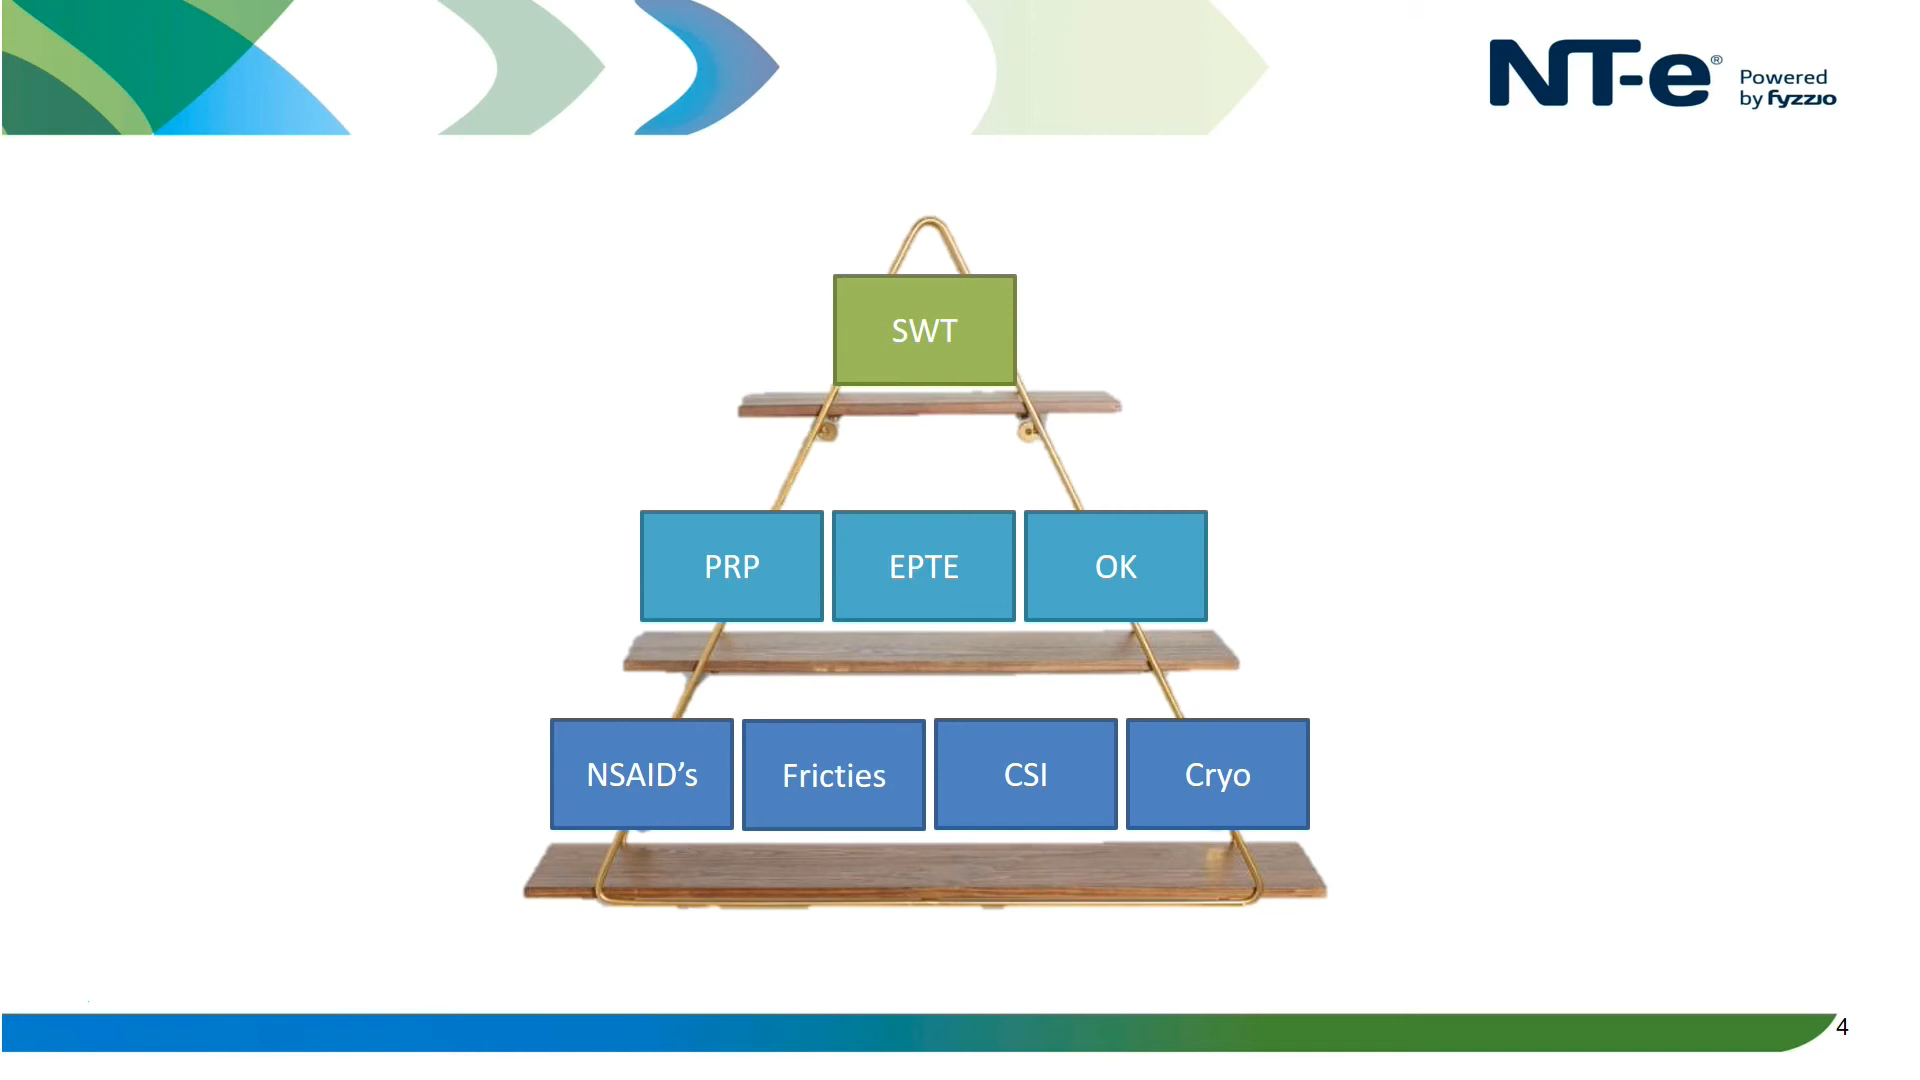 NT-e® Powered
by fyzzio
SWT
PRP EPTE OK
NSAID’s Fricties CSI Cryo
4